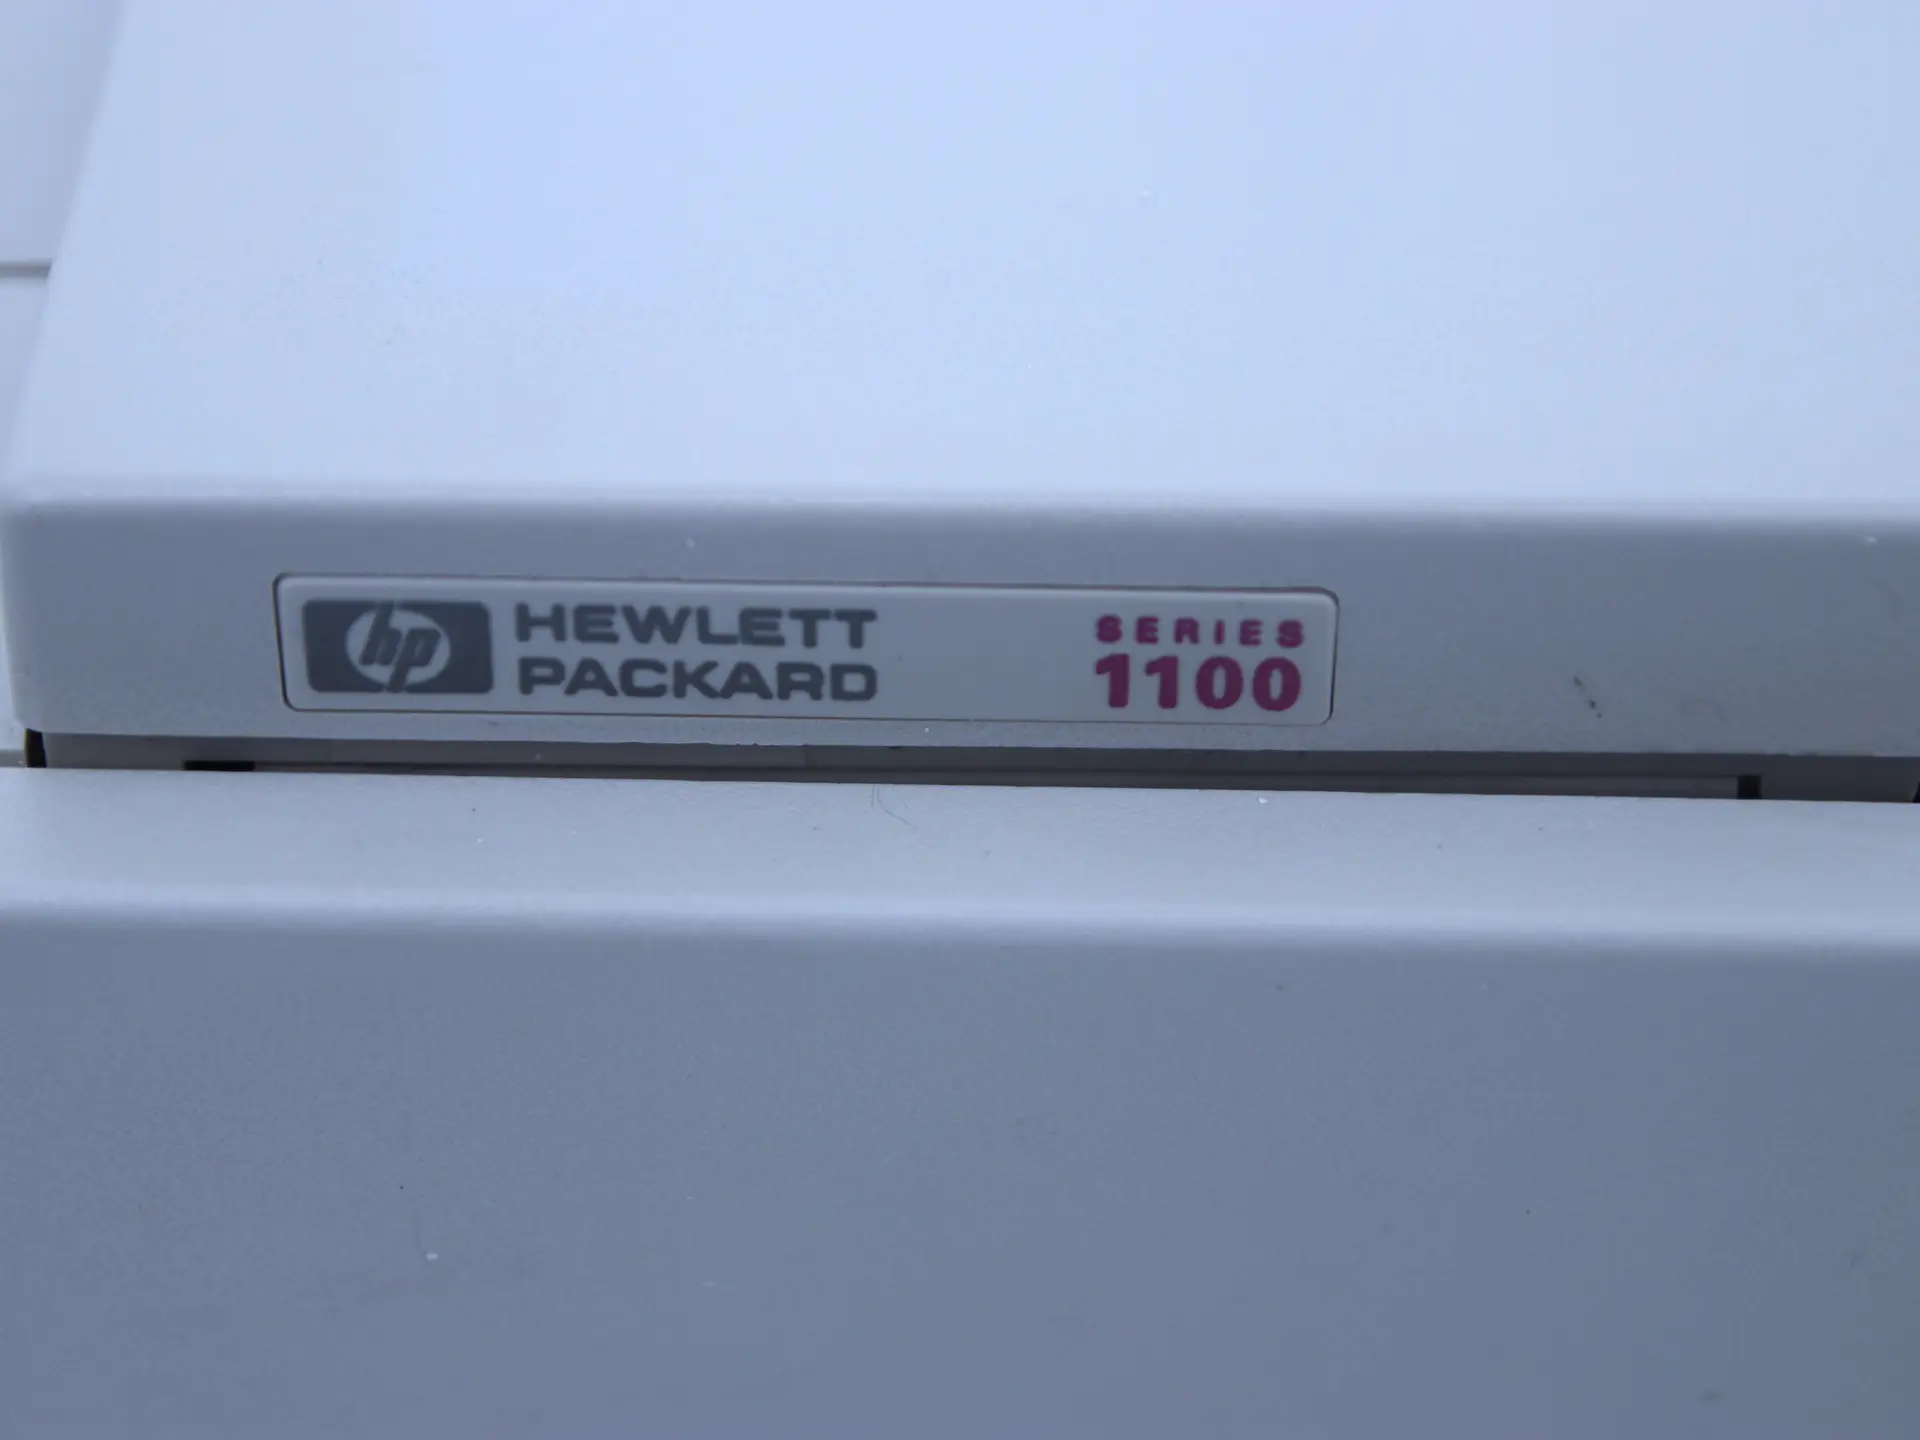 hp HEWLETT
PACKARD
SERIES
1100